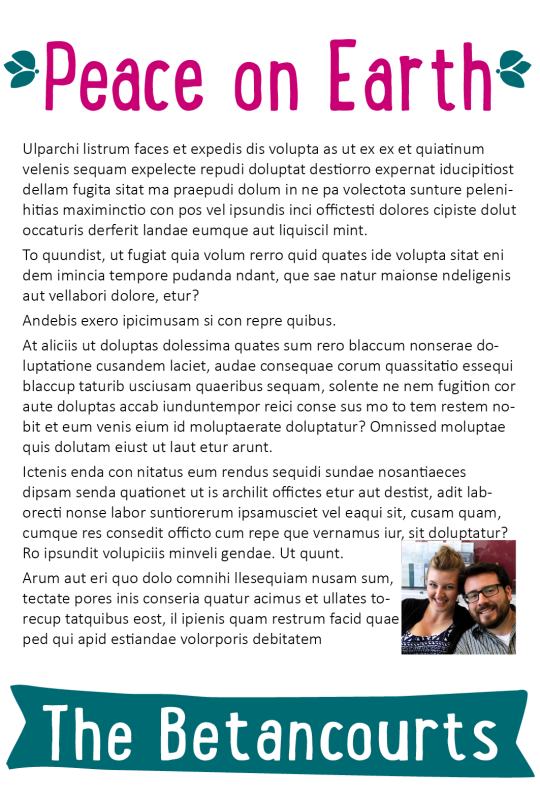 Peace on Earth
Ulparchi listrum faces et expedis dis volupta as ut ex ex et quiatinum
velenis sequam expelecte repudi doluptat destiorro expernat iducipitiost
dellam fugita sitat ma praepudi dolum in ne pa volectota sunture peleni-
hitias maximinctio con pos vel ipsundis inci offictesti dolores cipiste dolut
occaturis derferit landae eumque aut liquiscil mint.
To quundist, ut fugiat quia volum rerro quid quates ide volupta sitat eni
dem imincia tempore pudanda ndant, que sae natur maionse ndeligenis
aut vellabori dolore, etur?
Andebis exero ipicimusam si con repre quibus.
At aliciis ut doluptas dolessima quates sum rero blaccum nonserae do-
luptatione cusandem laciet, audae consequae corum quassitatio essequi
blaccup taturib usciusam quaeribus sequam, solente ne nem fugition cor
aute doluptas accab iunduntempor reici conse sus mo to tem restem no-
bit et eum venis eium id moluptaerate doluptatur? Omnissed moluptae
quis dolutam eiust ut laut etur arunt.
Ictenis enda con nitatus eum rendus sequidi sundae nosantiaeces
dipsam senda quationet ut is archilit offictes etur aut destist, adit lab-
orecti nonse labor suntiorerum ipsamusciet vel eaqui sit, cusam quam,
cumque res consedit officto cum repe que vernamus iur, sit doluptatur?
Ro ipsundit volupiciis minveli gendae. Ut quunt.
Arum aut eri quo dolo comnihi llesequiam nusam sum,
tectate pores inis conseria quatur acimus et ullates to-
recup tatquibus eost, il ipienis quam restrum facid quae
ped qui apid estiandae volorporis debitatem
The Betancourts